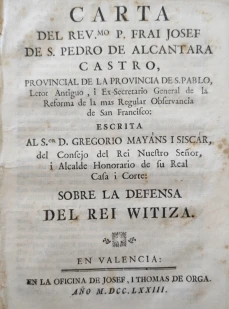 CARTA
DEL REV.MO P. FRAI JOSEF
DE S. PEDRO DE ALCANTARA
CASTRO,
PROVINCIAL DE LA PROVINCIA DE S. PABLO,
Letor Antiguo, i Ex-Secretario General de la
Reforma de la mas Regular Observancia
de San Francisco:
ESCRITA
AL S.or D. GREGORIO MAYÁNS I SISCÁR,
del Consejo del Rei Nuestro Señor,
i Alcalde Honorario de su Real
Casa i Corte:
SOBRE LA DEFENSA
DEL REI WITIZA.
EN VALENCIA:
EN LA OFICINA DE JOSEF, I THOMAS DE ORGA.
AÑO M.DCC.LXXIII.